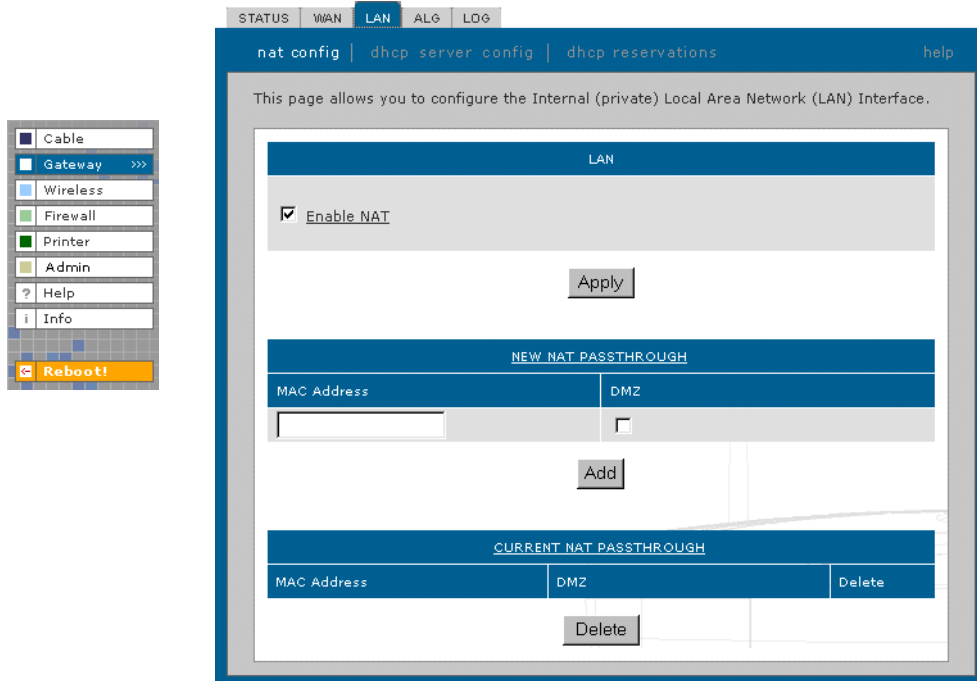 STATUS WAN LAN ALG LOG
nat config | dhcp server config | dhcp reservations help
This page allows you to configure the Internal (private) Local Area Network (LAN) Interface.
Cable
Gateway >>>
Wireless
Firewall
Printer
Admin
? Help
i Info
Reboot!
LAN
Enable NAT
Apply
NEW NAT PASSTHROUGH
MAC Address DMZ
Add
CURRENT NAT PASSTHROUGH
MAC Address DMZ Delete
Delete